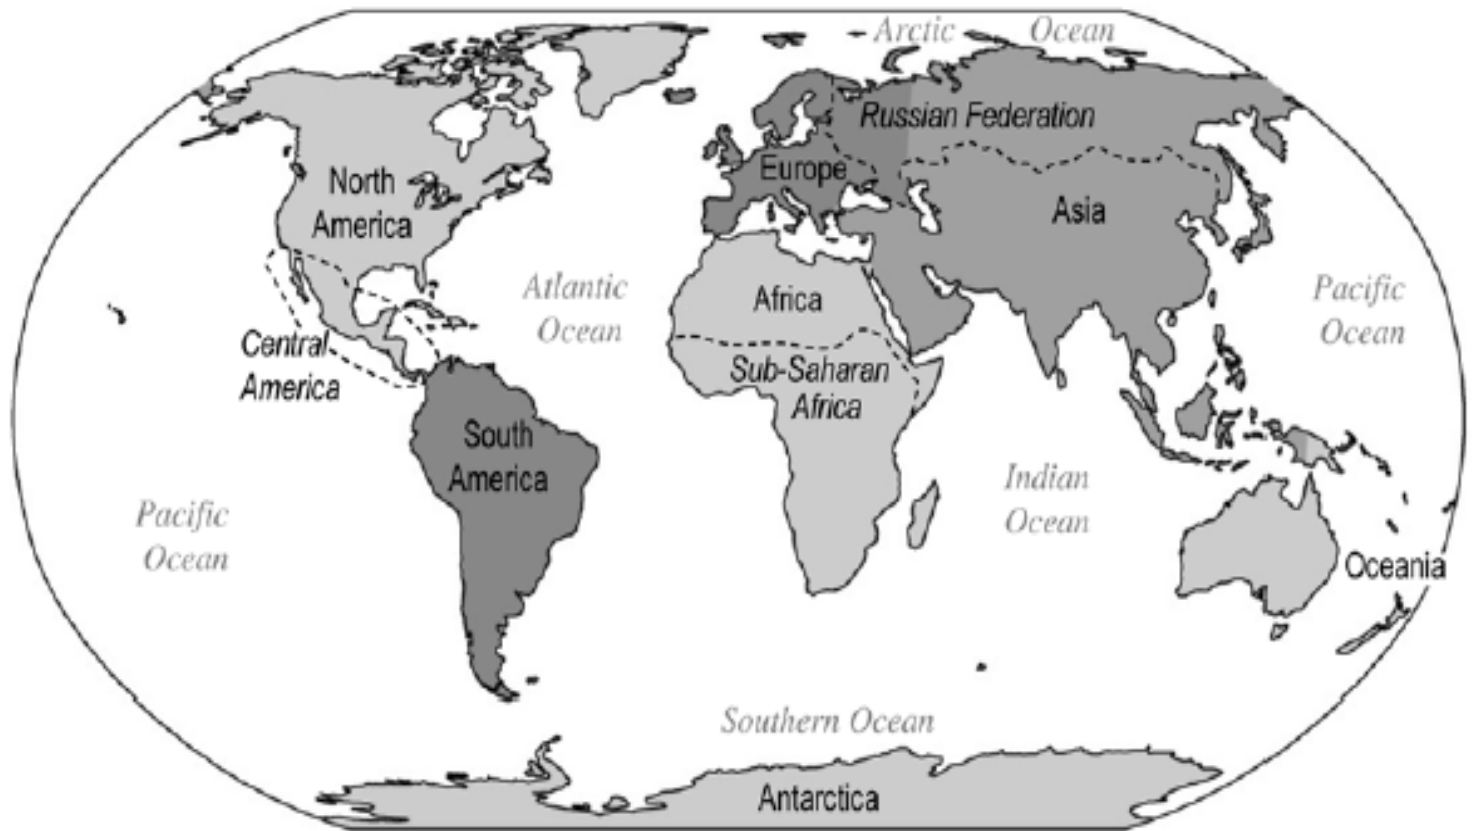 Arctic Ocean
Russian Federation
Europe
North
America
Asia
Atlantic
Ocean
Africa
Pacific
Ocean
Central
America
Sub-Saharan
Africa
South
America
Indian
Ocean
Pacific
Ocean
Oceania
Southern Ocean
Antarctica